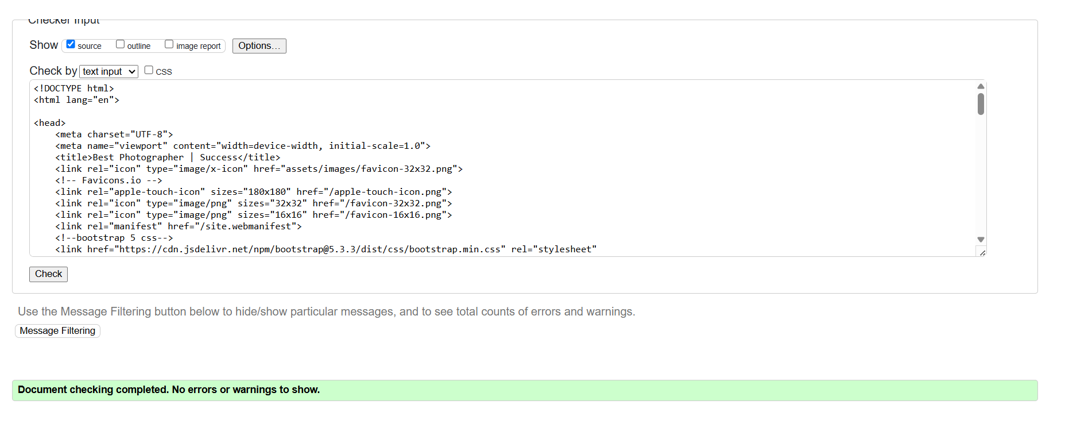 Checker Input
Show source outline image report Options...
Check by text input css
<!DOCTYPE html>
<html lang="en">
<head>
<meta charset="UTF-8">
<meta name="viewport" content="width=device-width, initial-scale=1.0">
<title>Best Photographer | Success</title>
<link rel="icon" type="image/x-icon" href="assets/images/favicon-32x32.png">
<!-- Favicons.io -->
<link rel="apple-touch-icon" sizes="180x180" href="/apple-touch-icon.png">
<link rel="icon" type="image/png" sizes="32x32" href="/favicon-32x32.png">
<link rel="icon" type="image/png" sizes="16x16" href="/favicon-16x16.png">
<link rel="manifest" href="/site.webmanifest">
<!--bootstrap 5 css-->
<link href="https://cdn.jsdelivr.net/npm/bootstrap@5.3.3/dist/css/bootstrap.min.css" rel="stylesheet"
Check
Use the Message Filtering button below to hide/show particular messages, and to see total counts of errors and warnings.
Message Filtering
Document checking completed. No errors or warnings to show.